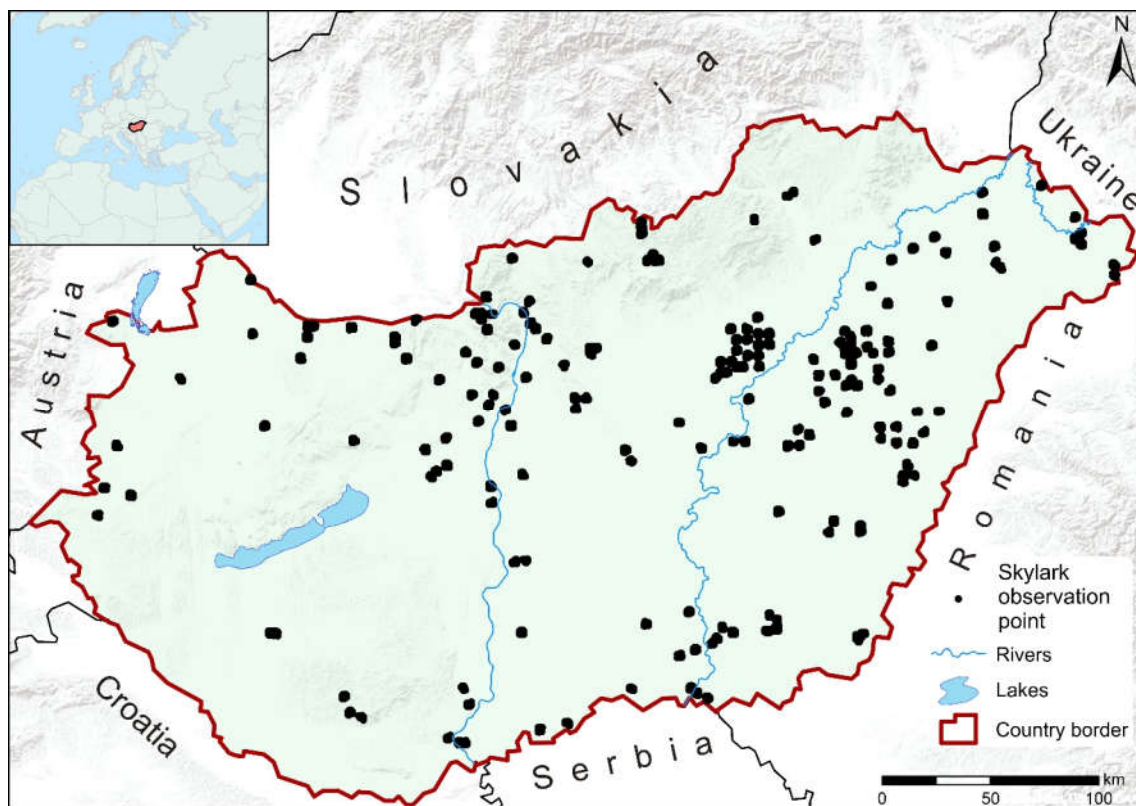 N
Slovakia
Ukraine
Austria
Romania
Croatia
Serbia
Skylark
observation
point
Rivers
Lakes
Country border
km
0 50 100